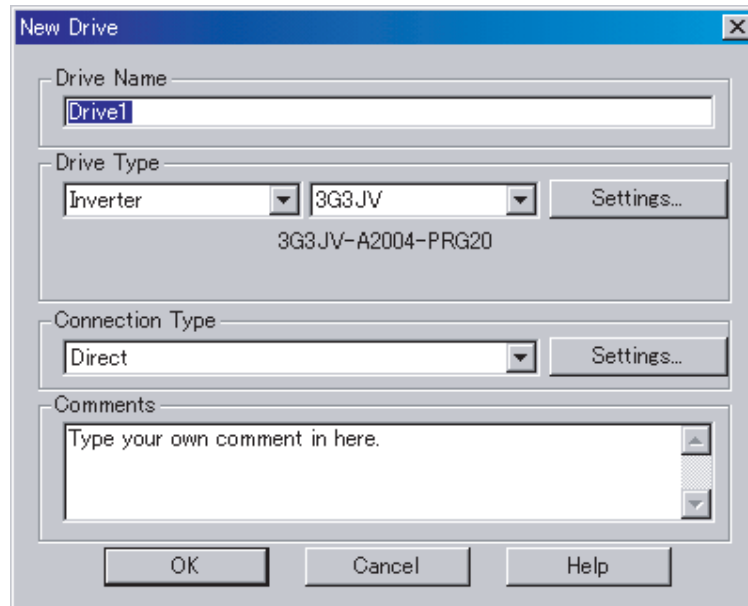 New Drive
Drive Name
Drive1
Drive Type
Inverter 3G3JV Settings...
3G3JV-A2004-PRG20
Connection Type
Direct Settings...
Comments
Type your own comment in here.
OK Cancel Help